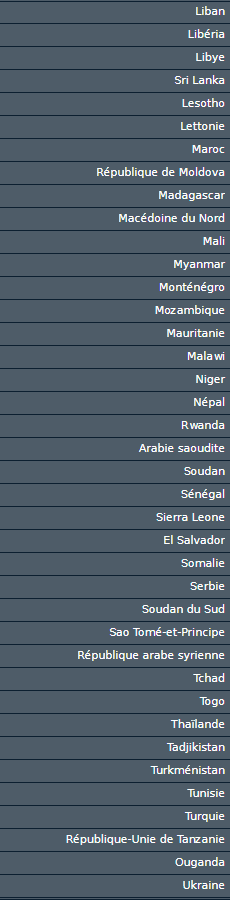 Liban
Libéria
Libye
Sri Lanka
Lesotho
Lettonie
Maroc
République de Moldova
Madagascar
Macédoine du Nord
Mali
Myanmar
Monténégro
Mozambique
Mauritanie
Malawi
Niger
Népal
Rwanda
Arabie saoudite
Soudan
Sénégal
Sierra Leone
El Salvador
Somalie
Serbie
Soudan du Sud
Sao Tomé-et-Principe
République arabe syrienne
Tchad
Togo
Thaïlande
Tadjikistan
Turkménistan
Tunisie
Turquie
République-Unie de Tanzanie
Ouganda
Ukraine